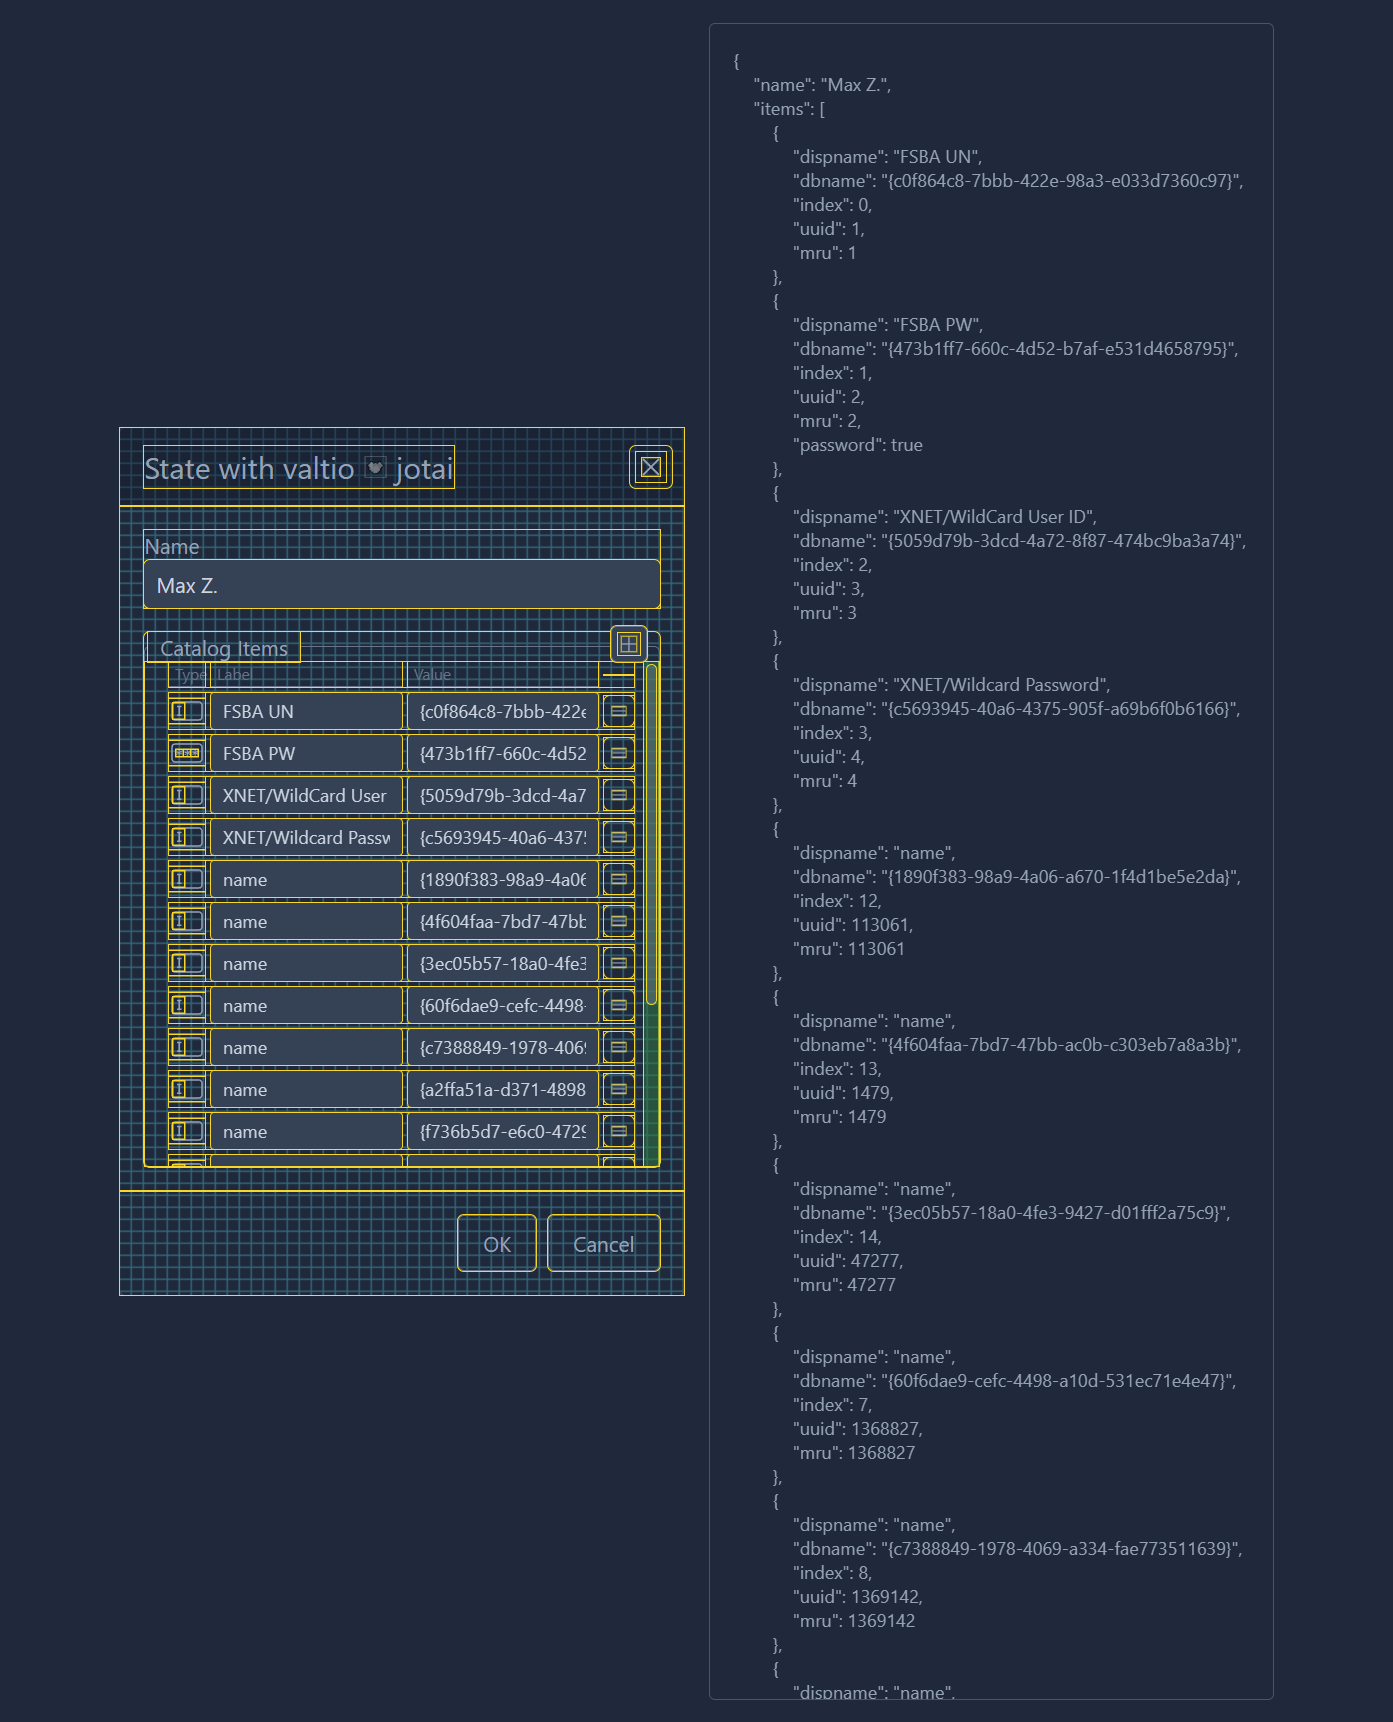 State with valtio jotai
Name
Max Z.
Catalog Items
Type Label Value
FSBA UN {c0f864c8-7bbb-422e
FSBA PW {473b1ff7-660c-4d52
XNET/WildCard User {5059d79b-3dcd-4a7
XNET/Wildcard Passw {c5693945-40a6-4375
name {1890f383-98a9-4a06
name {4f604faa-7bd7-47bb
name {3ec05b57-18a0-4fe3
name {60f6dae9-cefc-4498-
name {c7388849-1978-4069
name {a2ffa51a-d371-4898
name {f736b5d7-e6c0-4729
OK Cancel
{
"name": "Max Z.",
"items": [
{
"dispname": "FSBA UN",
"dbname": "{c0f864c8-7bbb-422e-98a3-e033d7360c97}",
"index": 0,
"uuid": 1,
"mru": 1
},
{
"dispname": "FSBA PW",
"dbname": "{473b1ff7-660c-4d52-b7af-e531d4658795}",
"index": 1,
"uuid": 2,
"mru": 2,
"password": true
},
{
"dispname": "XNET/WildCard User ID",
"dbname": "{5059d79b-3dcd-4a72-8f87-474bc9ba3a74}",
"index": 2,
"uuid": 3,
"mru": 3
},
{
"dispname": "XNET/Wildcard Password",
"dbname": "{c5693945-40a6-4375-905f-a69b6f0b6166}",
"index": 3,
"uuid": 4,
"mru": 4
},
{
"dispname": "name",
"dbname": "{1890f383-98a9-4a06-a670-1f4d1be5e2da}",
"index": 12,
"uuid": 113061,
"mru": 113061
},
{
"dispname": "name",
"dbname": "{4f604faa-7bd7-47bb-ac0b-c303eb7a8a3b}",
"index": 13,
"uuid": 1479,
"mru": 1479
},
{
"dispname": "name",
"dbname": "{3ec05b57-18a0-4fe3-9427-d01fff2a75c9}",
"index": 14,
"uuid": 47277,
"mru": 47277
},
{
"dispname": "name",
"dbname": "{60f6dae9-cefc-4498-a10d-531ec71e4e47}",
"index": 7,
"uuid": 1368827,
"mru": 1368827
},
{
"dispname": "name",
"dbname": "{c7388849-1978-4069-a334-fae773511639}",
"index": 8,
"uuid": 1369142,
"mru": 1369142
},
{
"dispname": "name",